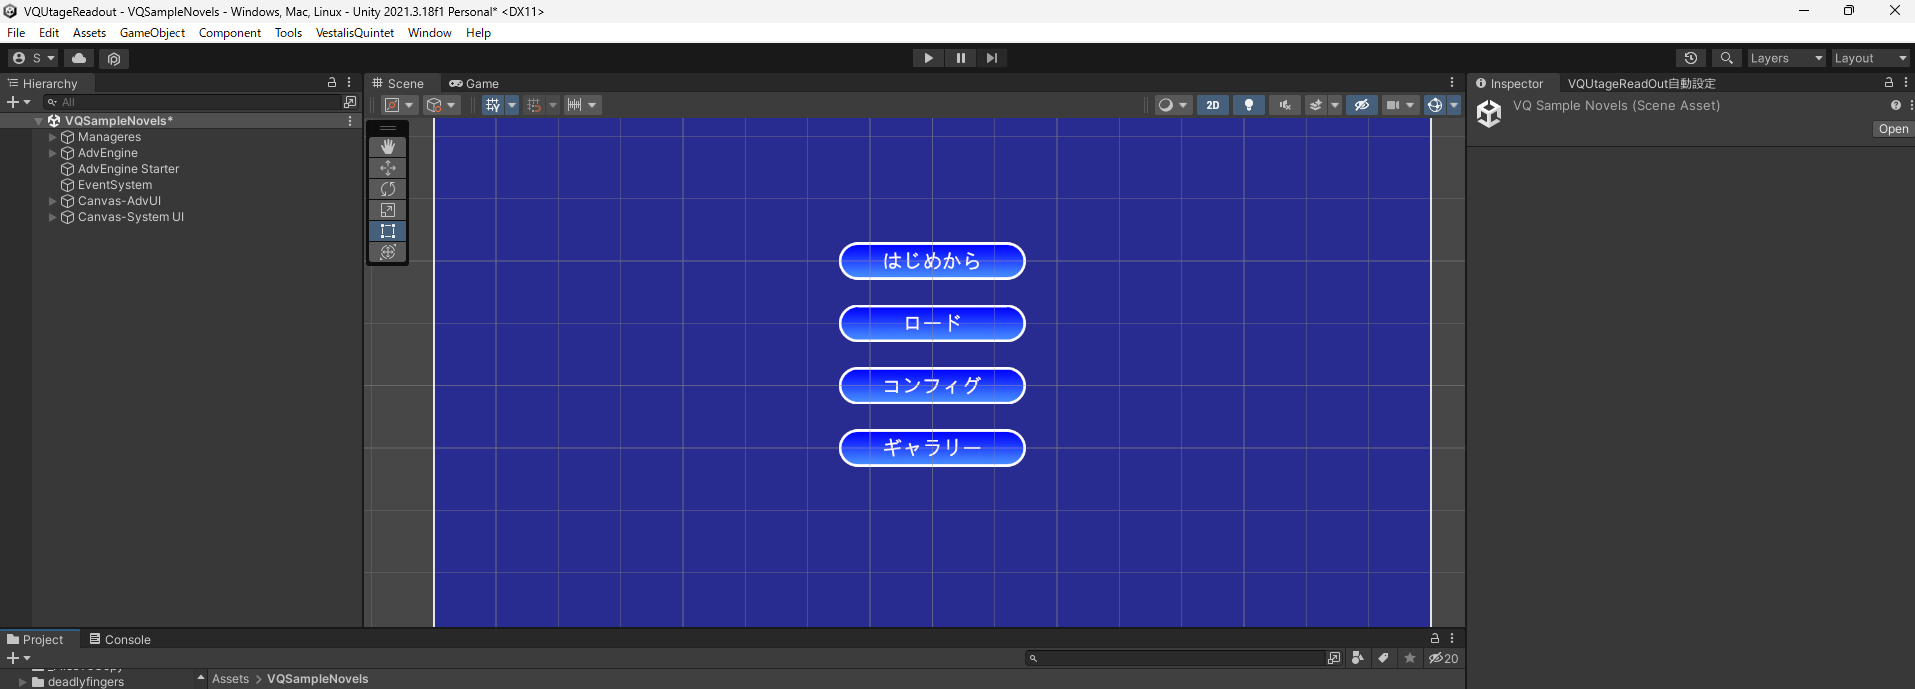 VQUtageReadout - VQSampleNovels - Windows, Mac, Linux - Unity 2021.3.18f1 Personal* <DX11>
File Edit Assets GameObject Component Tools VestalisQuintet Window Help
S Layers Layout
Hierarchy
All
VQSampleNovels*
Manageres
AdvEngine
AdvEngine Starter
EventSystem
Canvas-AdvUI
Canvas-System UI
Scene Game
2D
はじめから
ロード
コンフィグ
ギャラリー
Inspector VQUtageReadOut自動設定
VQ Sample Novels (Scene Asset)
Open
Project Console
20
deadlyfingers
Assets > VQSampleNovels